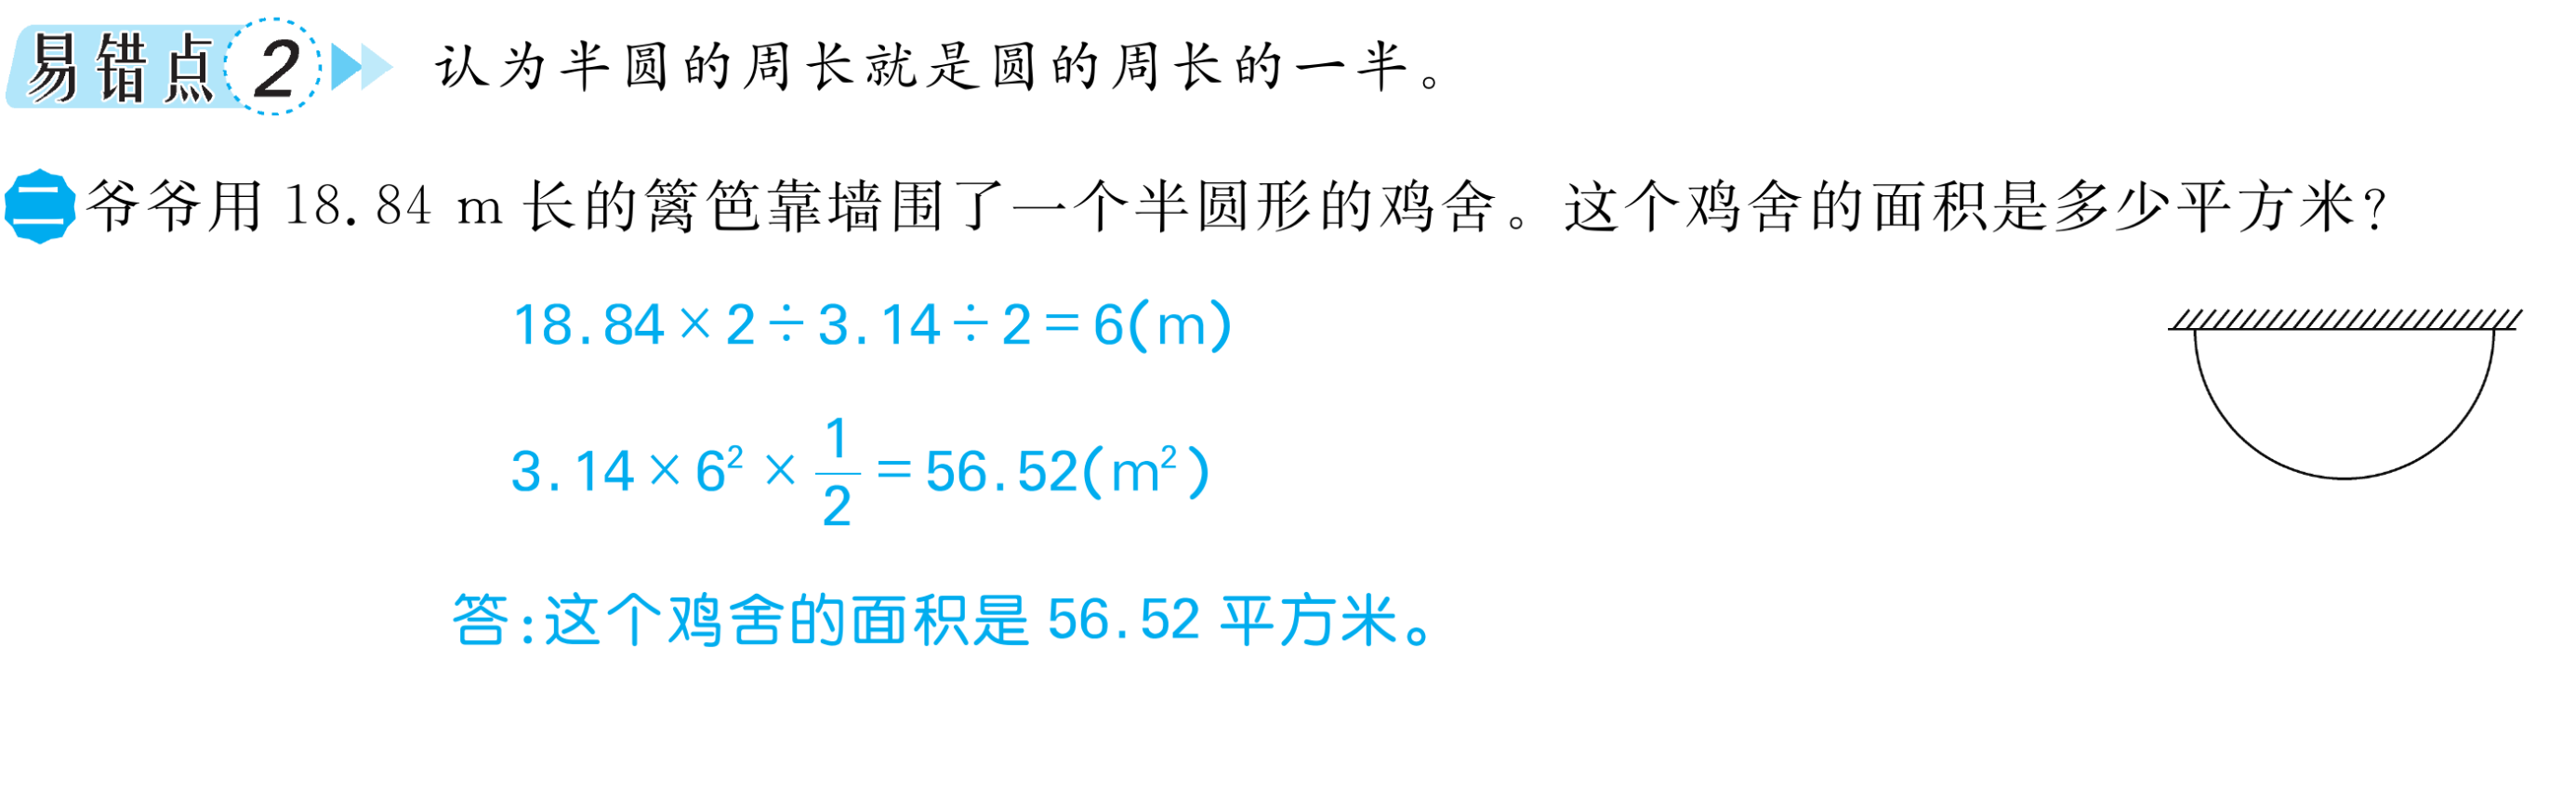 易错点 2 认为半圆的周长就是圆的周长的一半。
二 爷爷用 18.84 m 长的篱笆靠墙围了一个半圆形的鸡舍。这个鸡舍的面积是多少平方米?
18.84×2÷3.14÷2=6(m)
3.14×6²×1/2=56.52(m²)
答:这个鸡舍的面积是 56.52 平方米。